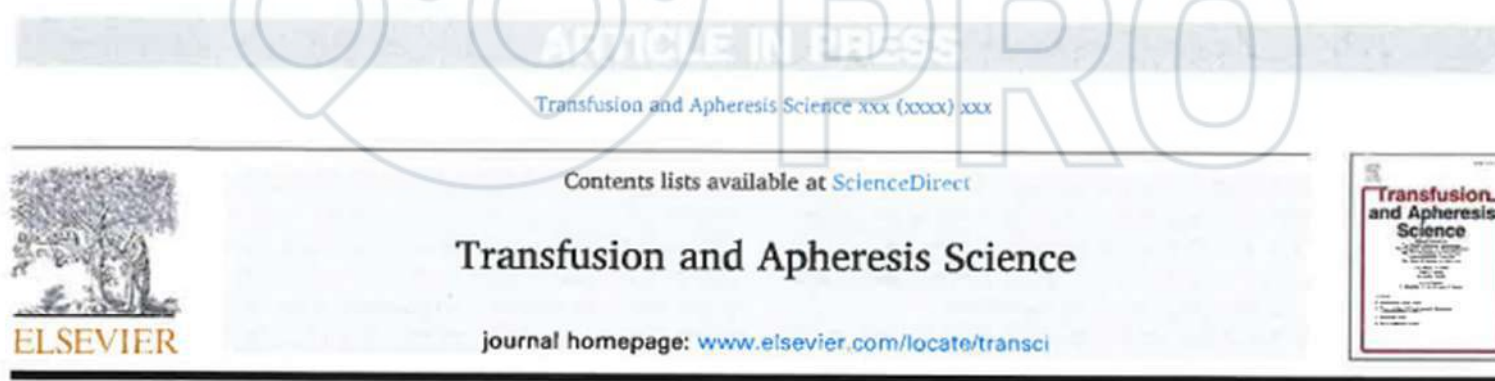 ARTICLE IN PRESS
PRO
Transfusion and Apheresis Science xxx (xxxx) xxx
Contents lists available at ScienceDirect
Transfusion and Apheresis Science
journal homepage: www.elsevier.com/locate/transci
ELSEVIER
Transfusion
and Apheresis
Science